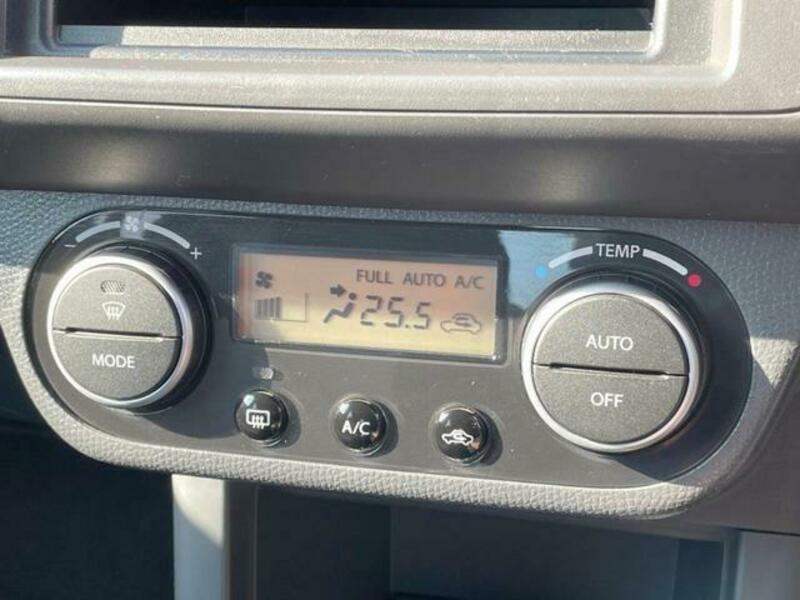 - +
TEMP
FULL AUTO A/C
25.5
MODE
AUTO
OFF
A/C